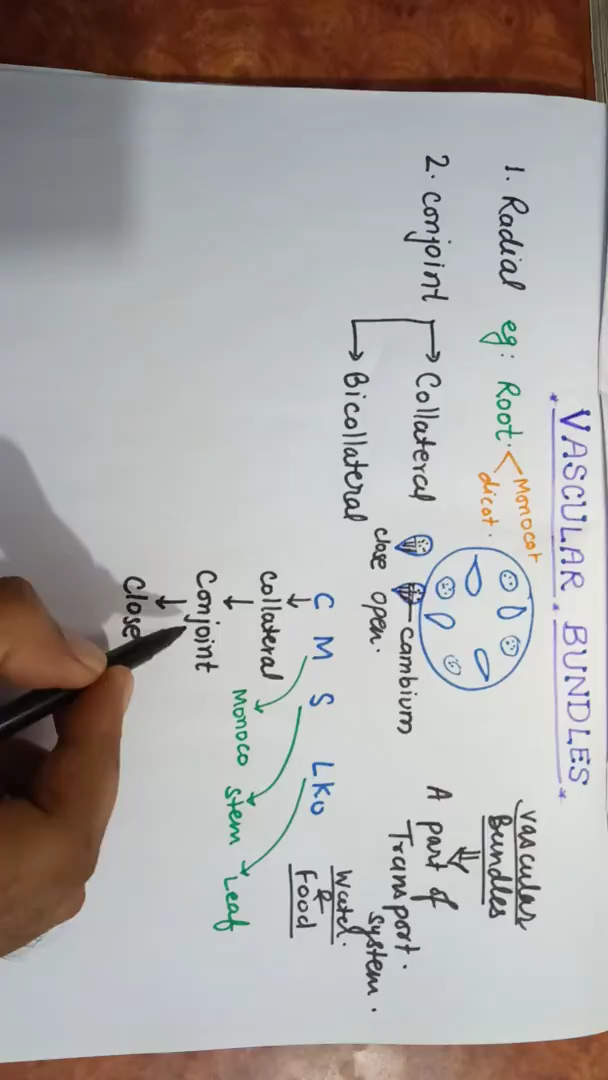 VASCULAR BUNDLES
1. Radial eg: Root
Monocot
dicot.
2. Conjoint
Collateral
Bicollateral
close open.
cambium
Vascular
Bundles
A part of
Transport
system.
Water
&
Food
C M S LKO
Collateral
Conjoint
Close
Monoco stem Leaf